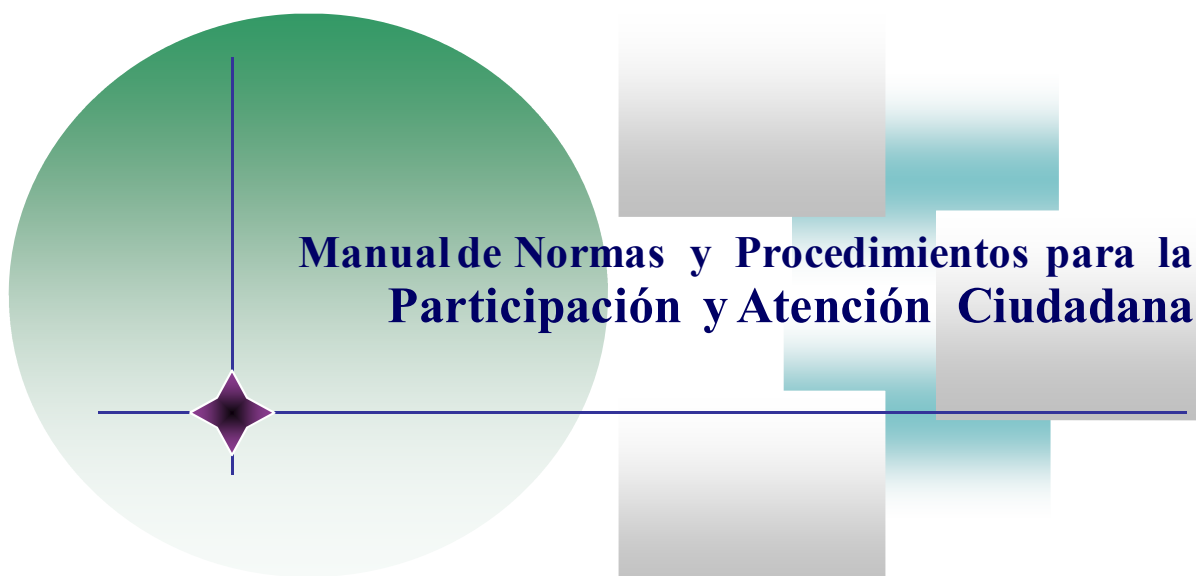 Manual de Normas y Procedimientos para la
Participación y Atención Ciudadana